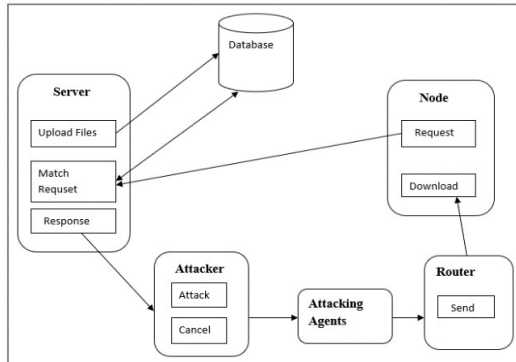 Database
Server
Upload Files
Match
Requset
Response
Node
Request
Download
Attacker
Attack
Cancel
Attacking
Agents
Router
Send